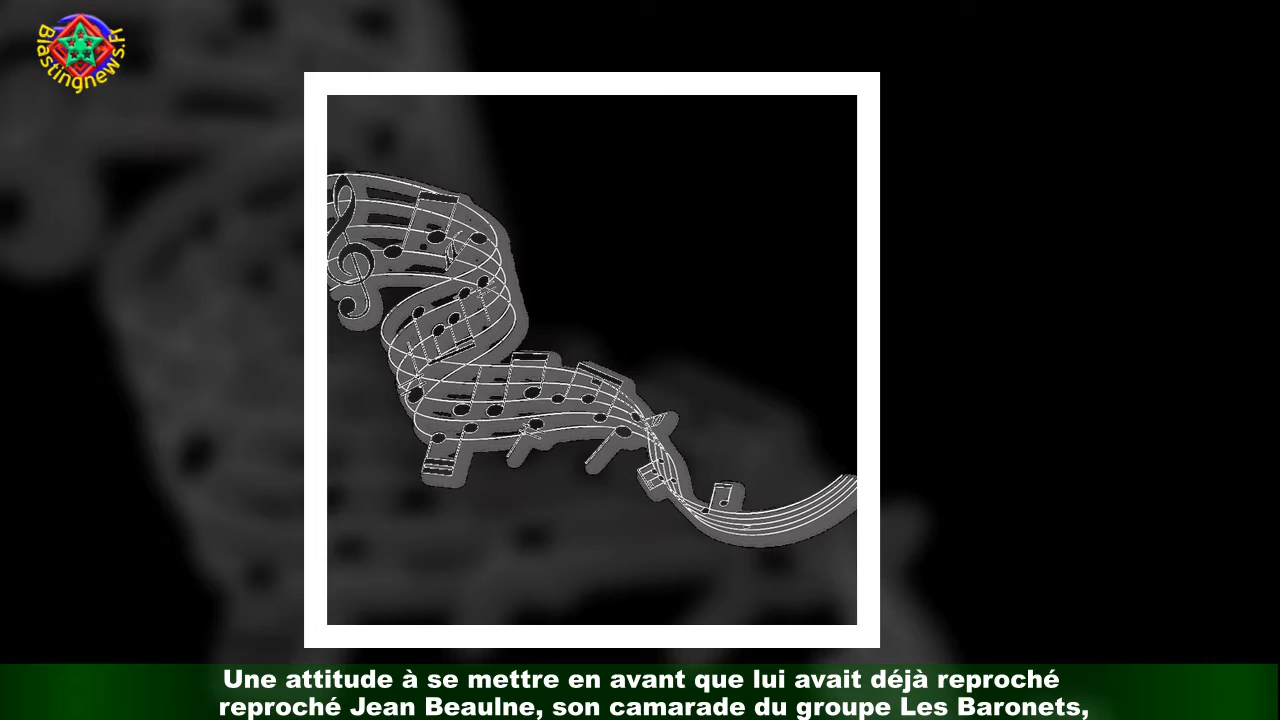 Blastingnews.Fr
Une attitude à se mettre en avant que lui avait déjà reproché
reproché Jean Beaulne, son camarade du groupe Les Baronets,